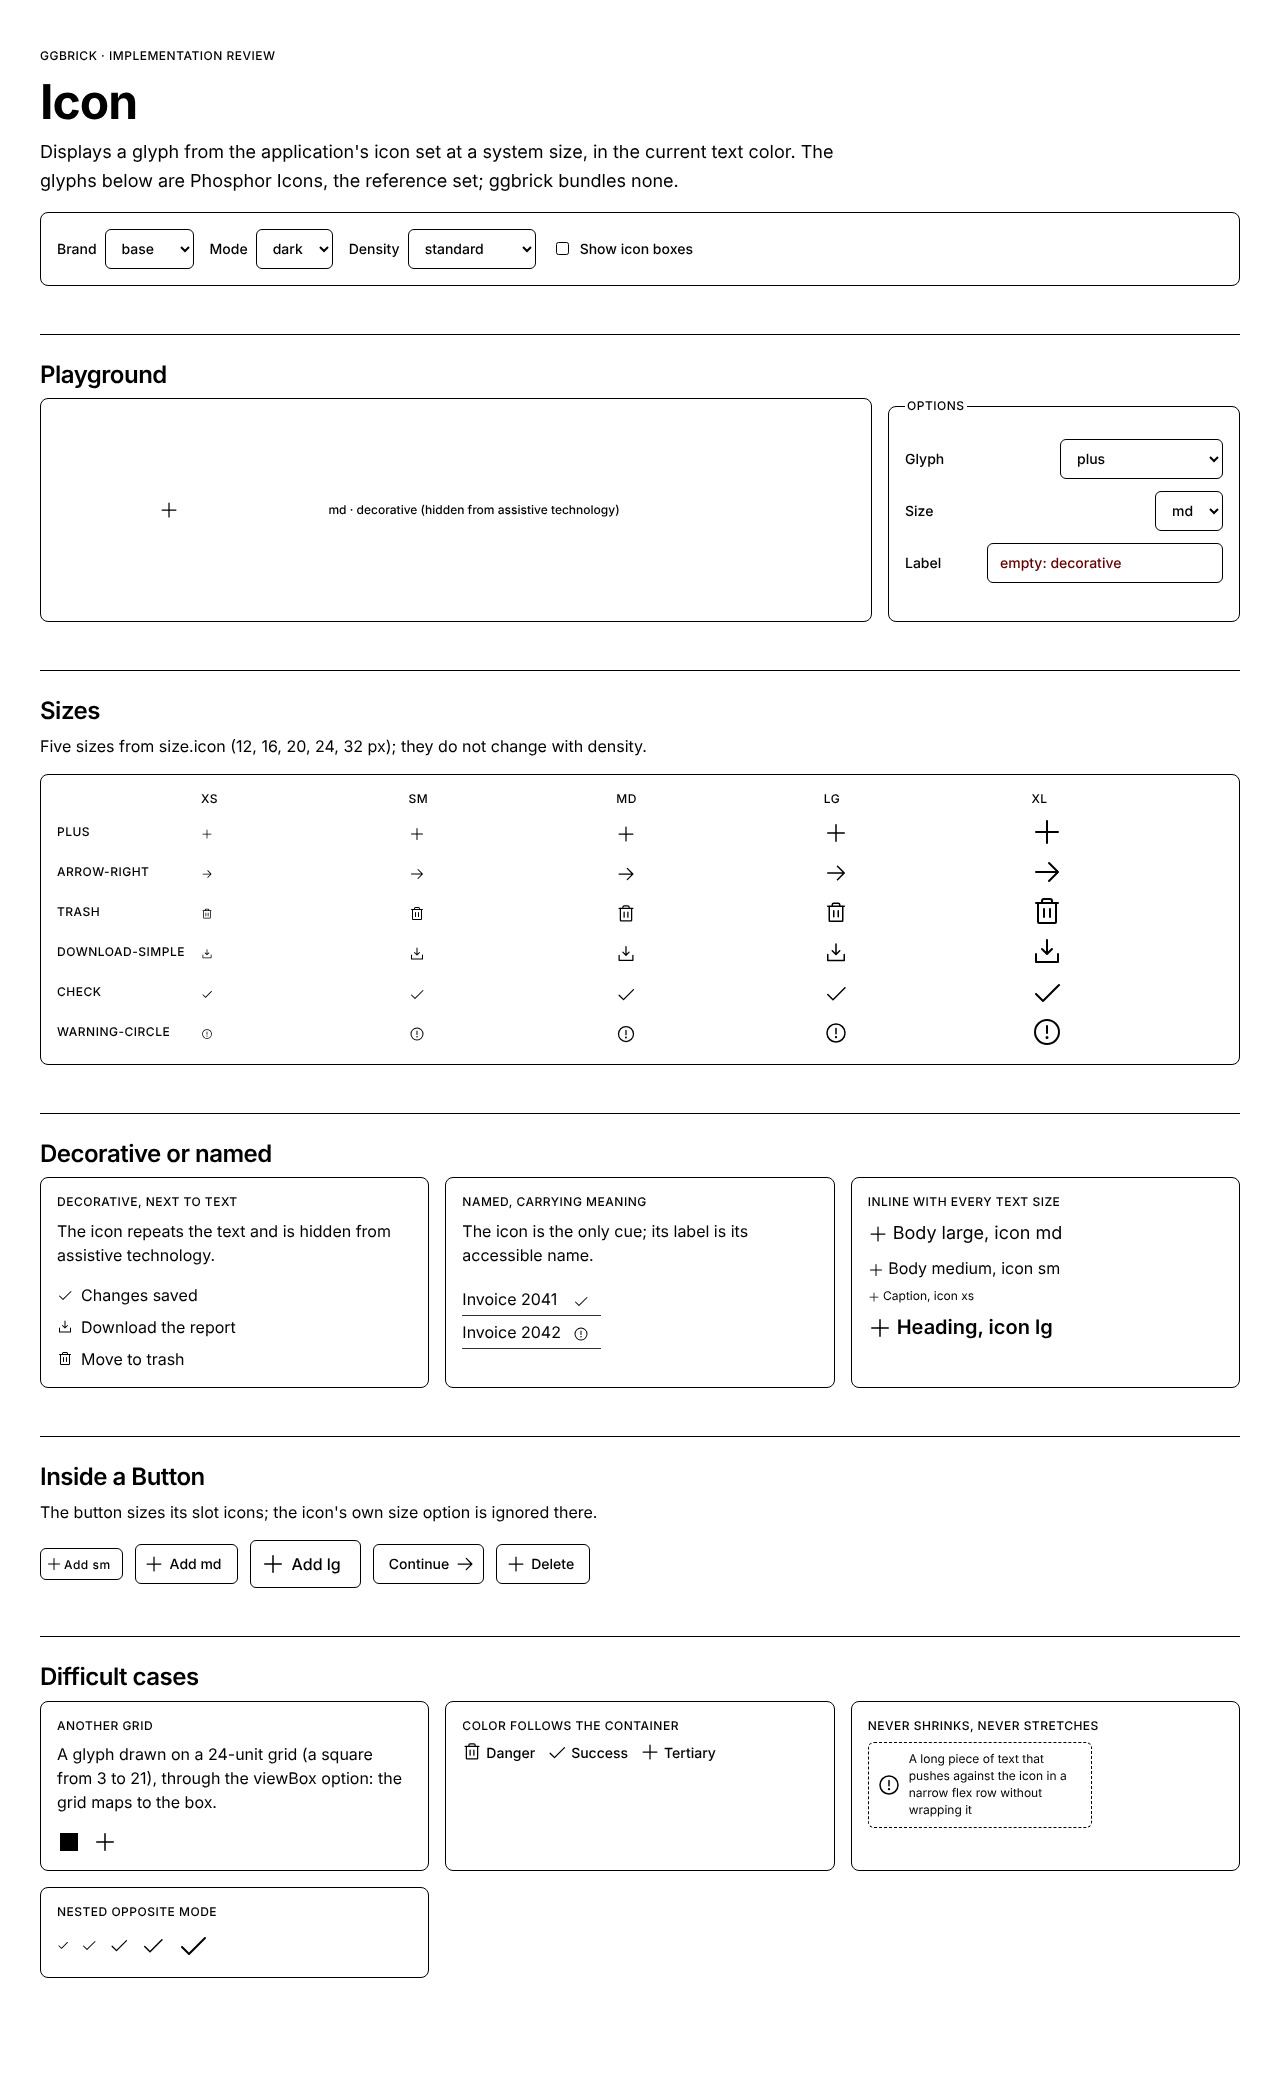 GGBRICK · IMPLEMENTATION REVIEW
Icon
Displays a glyph from the application's icon set at a system size, in the current text color. The
glyphs below are Phosphor Icons, the reference set; ggbrick bundles none.
Brand base Mode dark Density standard Show icon boxes
Playground
md · decorative (hidden from assistive technology)
OPTIONS
Glyph plus
Size md
Label empty: decorative
Sizes
Five sizes from size.icon (12, 16, 20, 24, 32 px); they do not change with density.
XS SM MD LG XL
PLUS
ARROW-RIGHT
TRASH
DOWNLOAD-SIMPLE
CHECK
WARNING-CIRCLE
Decorative or named
DECORATIVE, NEXT TO TEXT
The icon repeats the text and is hidden from
assistive technology.
Changes saved
Download the report
Move to trash
NAMED, CARRYING MEANING
The icon is the only cue; its label is its
accessible name.
Invoice 2041
Invoice 2042
INLINE WITH EVERY TEXT SIZE
Body large, icon md
Body medium, icon sm
Caption, icon xs
Heading, icon lg
Inside a Button
The button sizes its slot icons; the icon's own size option is ignored there.
Add sm Add md Add lg Continue Delete
Difficult cases
ANOTHER GRID
A glyph drawn on a 24-unit grid (a square
from 3 to 21), through the viewBox option: the
grid maps to the box.
COLOR FOLLOWS THE CONTAINER
Danger Success Tertiary
NEVER SHRINKS, NEVER STRETCHES
A long piece of text that
pushes against the icon in a
narrow flex row without
wrapping it
NESTED OPPOSITE MODE